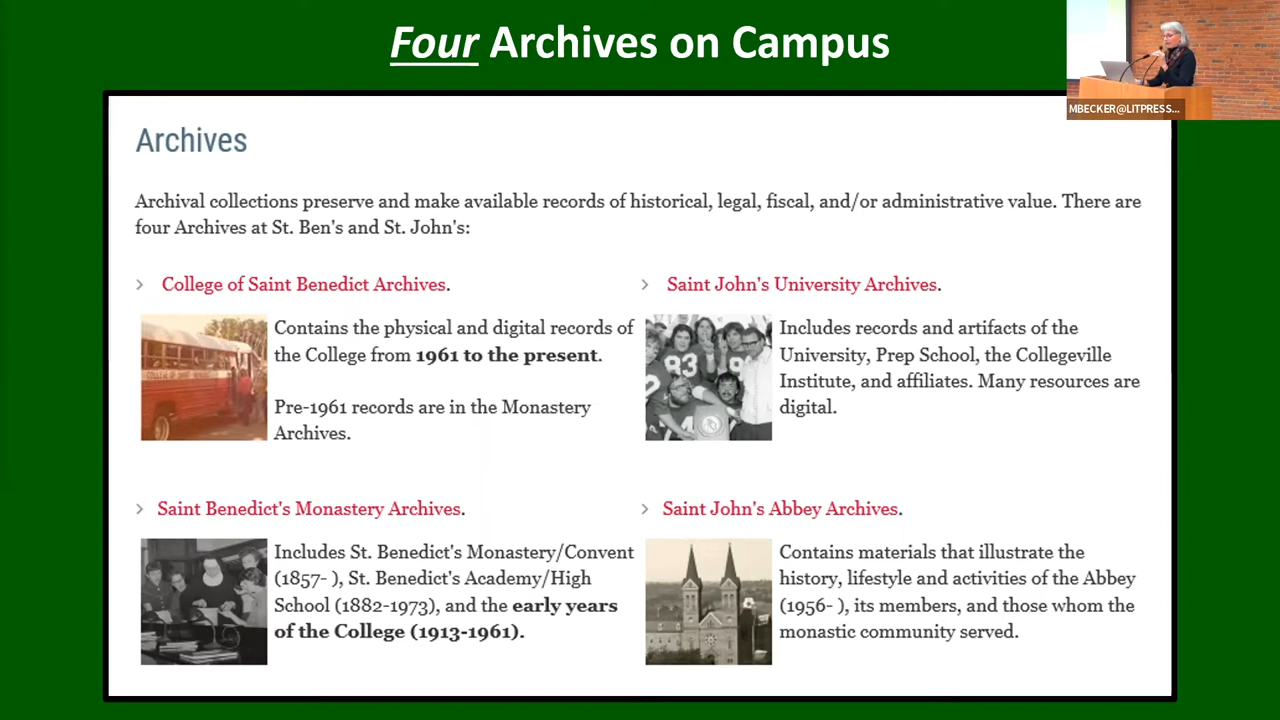 Four Archives on Campus
MBECKER@LITPRESS...
Archives
Archival collections preserve and make available records of historical, legal, fiscal, and/or administrative value. There are
four Archives at St. Ben's and St. John's:
College of Saint Benedict Archives.
Contains the physical and digital records of
the College from 1961 to the present.
Pre-1961 records are in the Monastery
Archives.
Saint John's University Archives.
Includes records and artifacts of the
University, Prep School, the Collegeville
Institute, and affiliates. Many resources are
digital.
Saint Benedict's Monastery Archives.
Includes St. Benedict's Monastery/Convent
(1857- ), St. Benedict's Academy/High
School (1882-1973), and the early years
of the College (1913-1961).
Saint John's Abbey Archives.
Contains materials that illustrate the
history, lifestyle and activities of the Abbey
(1956- ), its members, and those whom the
monastic community served.